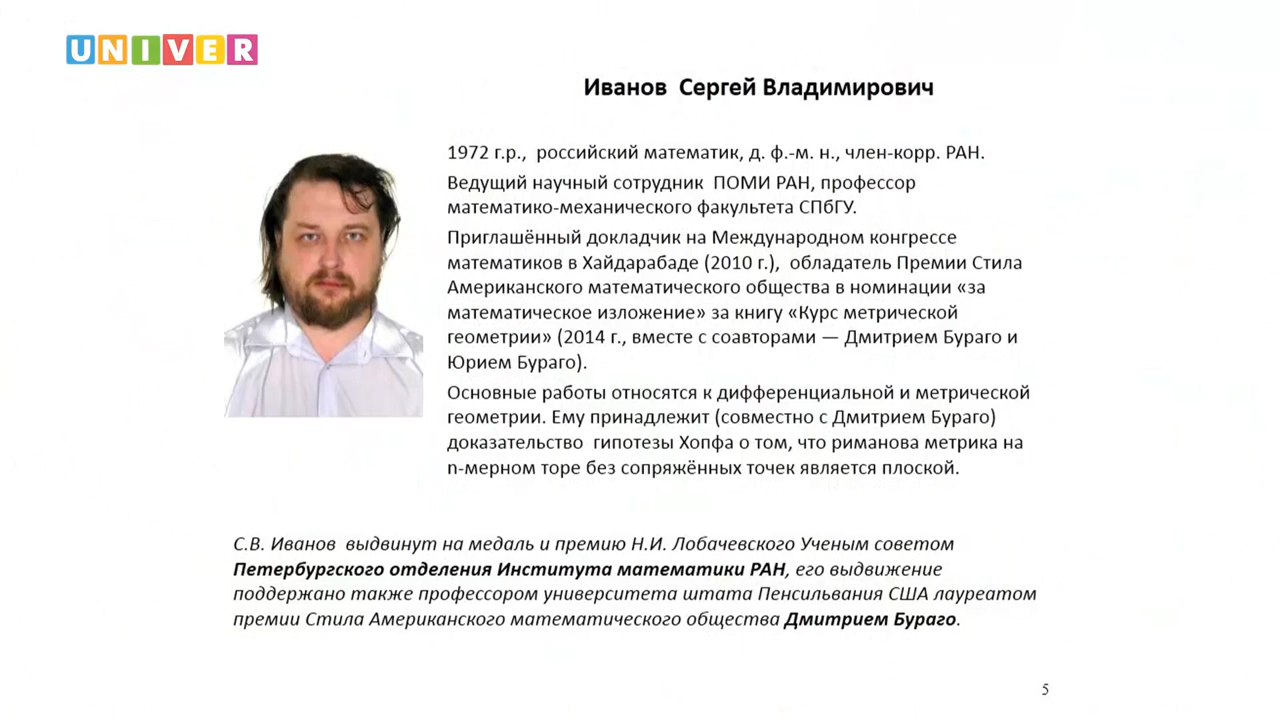 UNIVER
Иванов Сергей Владимирович
1972 г.р., российский математик, д. ф.-м. н., член-корр. РАН.
Ведущий научный сотрудник ПОМИ РАН, профессор
математико-механического факультета СПбГУ.
Приглашённый докладчик на Международном конгрессе
математиков в Хайдарабаде (2010 г.), обладатель Премии Стила
Американского математического общества в номинации «за
математическое изложение» за книгу «Курс метрической
геометрии» (2014 г., вместе с соавторами — Дмитрием Бураго и
Юрием Бураго).
Основные работы относятся к дифференциальной и метрической
геометрии. Ему принадлежит (совместно с Дмитрием Бураго)
доказательство гипотезы Хопфа о том, что риманова метрика на
n-мерном торе без сопряжённых точек является плоской.
С.В. Иванов выдвинут на медаль и премию Н.И. Лобачевского Ученым советом
Петербургского отделения Института математики РАН, его выдвижение
поддержано также профессором университета штата Пенсильвания США лауреатом
премии Стила Американского математического общества Дмитрием Бураго.
5